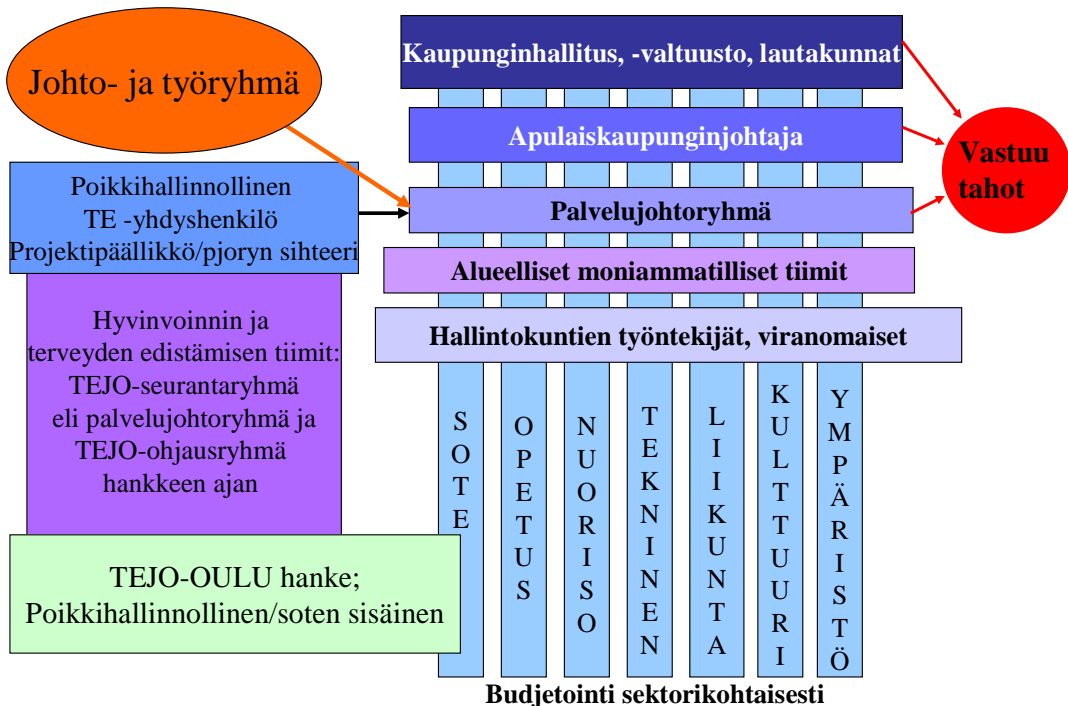 Johto- ja työryhmä
Kaupunginhallitus, -valtuusto, lautakunnat
Apulaiskaupunginjohtaja
Vastuu
tahot
Poikkihallinnollinen
TE -yhdyshenkilö
Projektipäällikkö/pjoryn sihteeri
Palvelujohtoryhmä
Alueelliset moniammatilliset tiimit
Hallintokuntien työntekijät, viranomaiset
Hyvinvoinnin ja
terveyden edistämisen tiimit:
TEJO-seurantaryhmä
eli palvelujohtoryhmä ja
TEJO-ohjausryhmä
hankkeen ajan
TEJO-OULU hanke;
Poikkihallinnollinen/soten sisäinen
SOTE
OPETUS
NUORISO
TEKNINEN
LIIKUNTA
KULTTUURI
YMPÄRISTÖ
Budjetointi sektorikohtaisesti